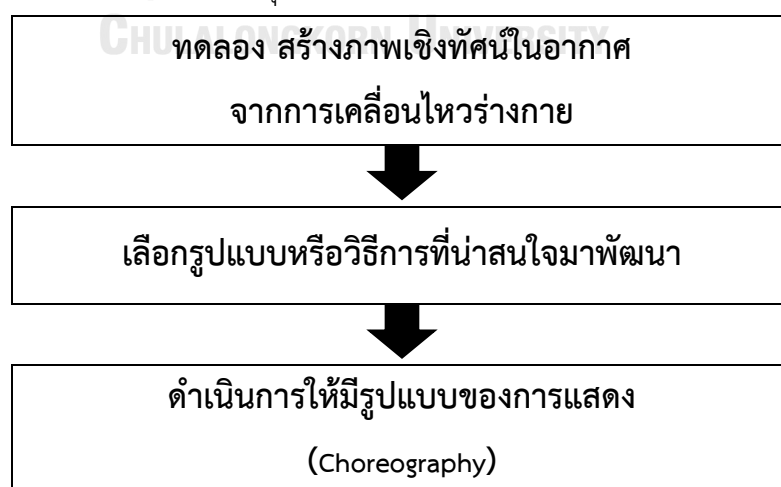 CHULALONGKORN UNIVERSITY
ทดลอง สร้างภาพเชิงทัศน์ในอากาศ
จากการเคลื่อนไหวร่างกาย
เลือกรูปแบบหรือวิธีการที่น่าสนใจมาพัฒนา
ดำเนินการให้มีรูปแบบของการแสดง
(Choreography)